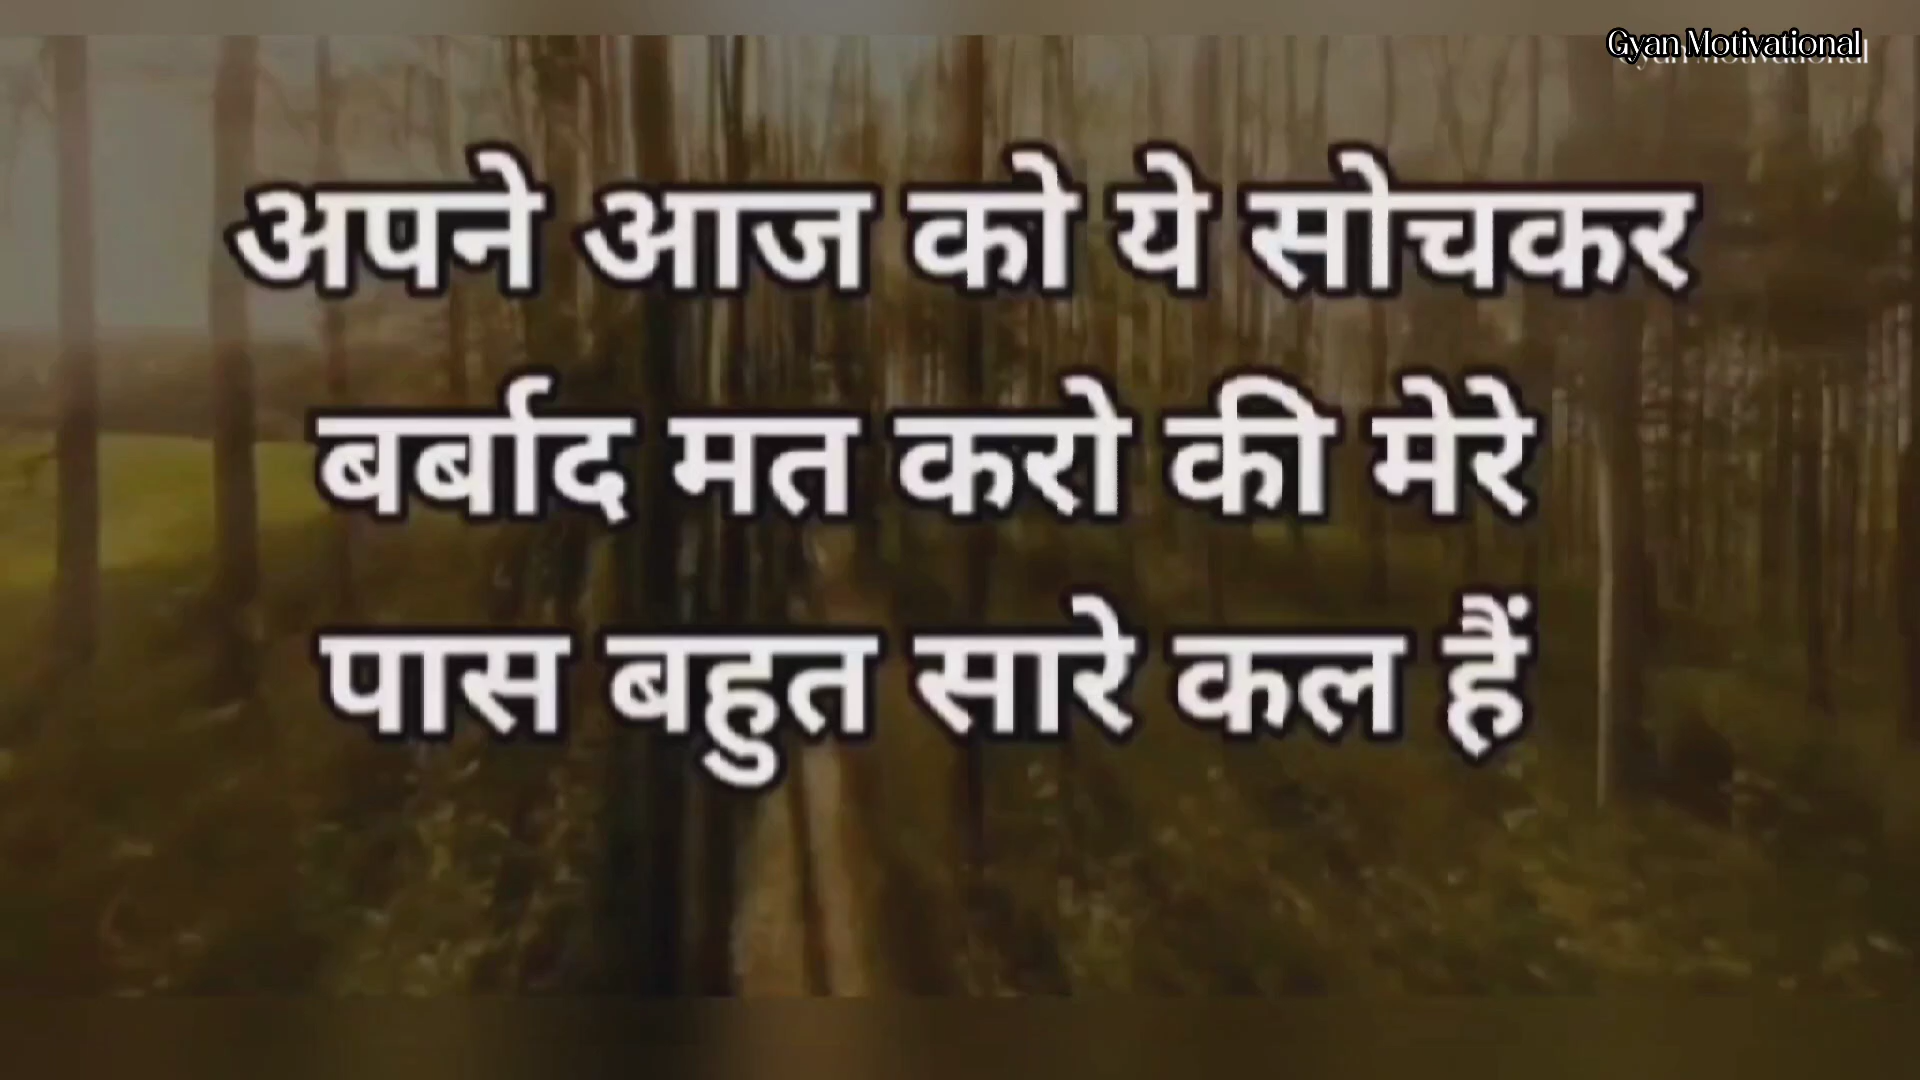 Gyan Motivational
अपने आज को ये सोचकर
बर्बाद मत करो की मेरे
पास बहुत सारे कल हैं